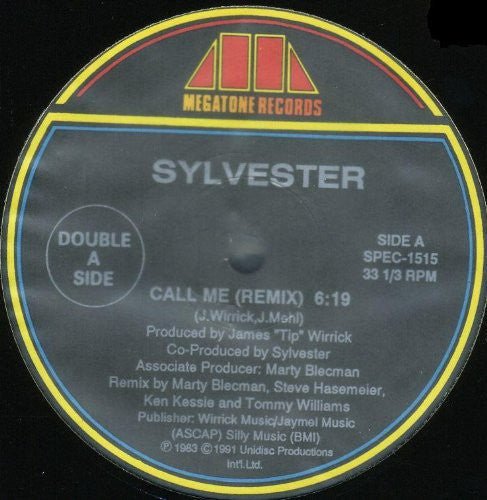 MEGATONE RECORDS
SYLVESTER
DOUBLE
A
SIDE
SIDE A
SPEC-1515
33 1/3 RPM
CALL ME (REMIX) 6:19
(J.Wirrick,J.Mehl)
Produced by James "Tip" Wirrick
Co-Produced by Sylvester
Associate Producer: Marty Blecman
Remix by Marty Blecman, Steve Hasemeier,
Ken Kessie and Tommy Williams
Publisher: Wirrick Music/Jaymel Music
(ASCAP) Silly Music (BMI)
℗ 1983 © 1991 Unidisc Productions
Int'l.Ltd.